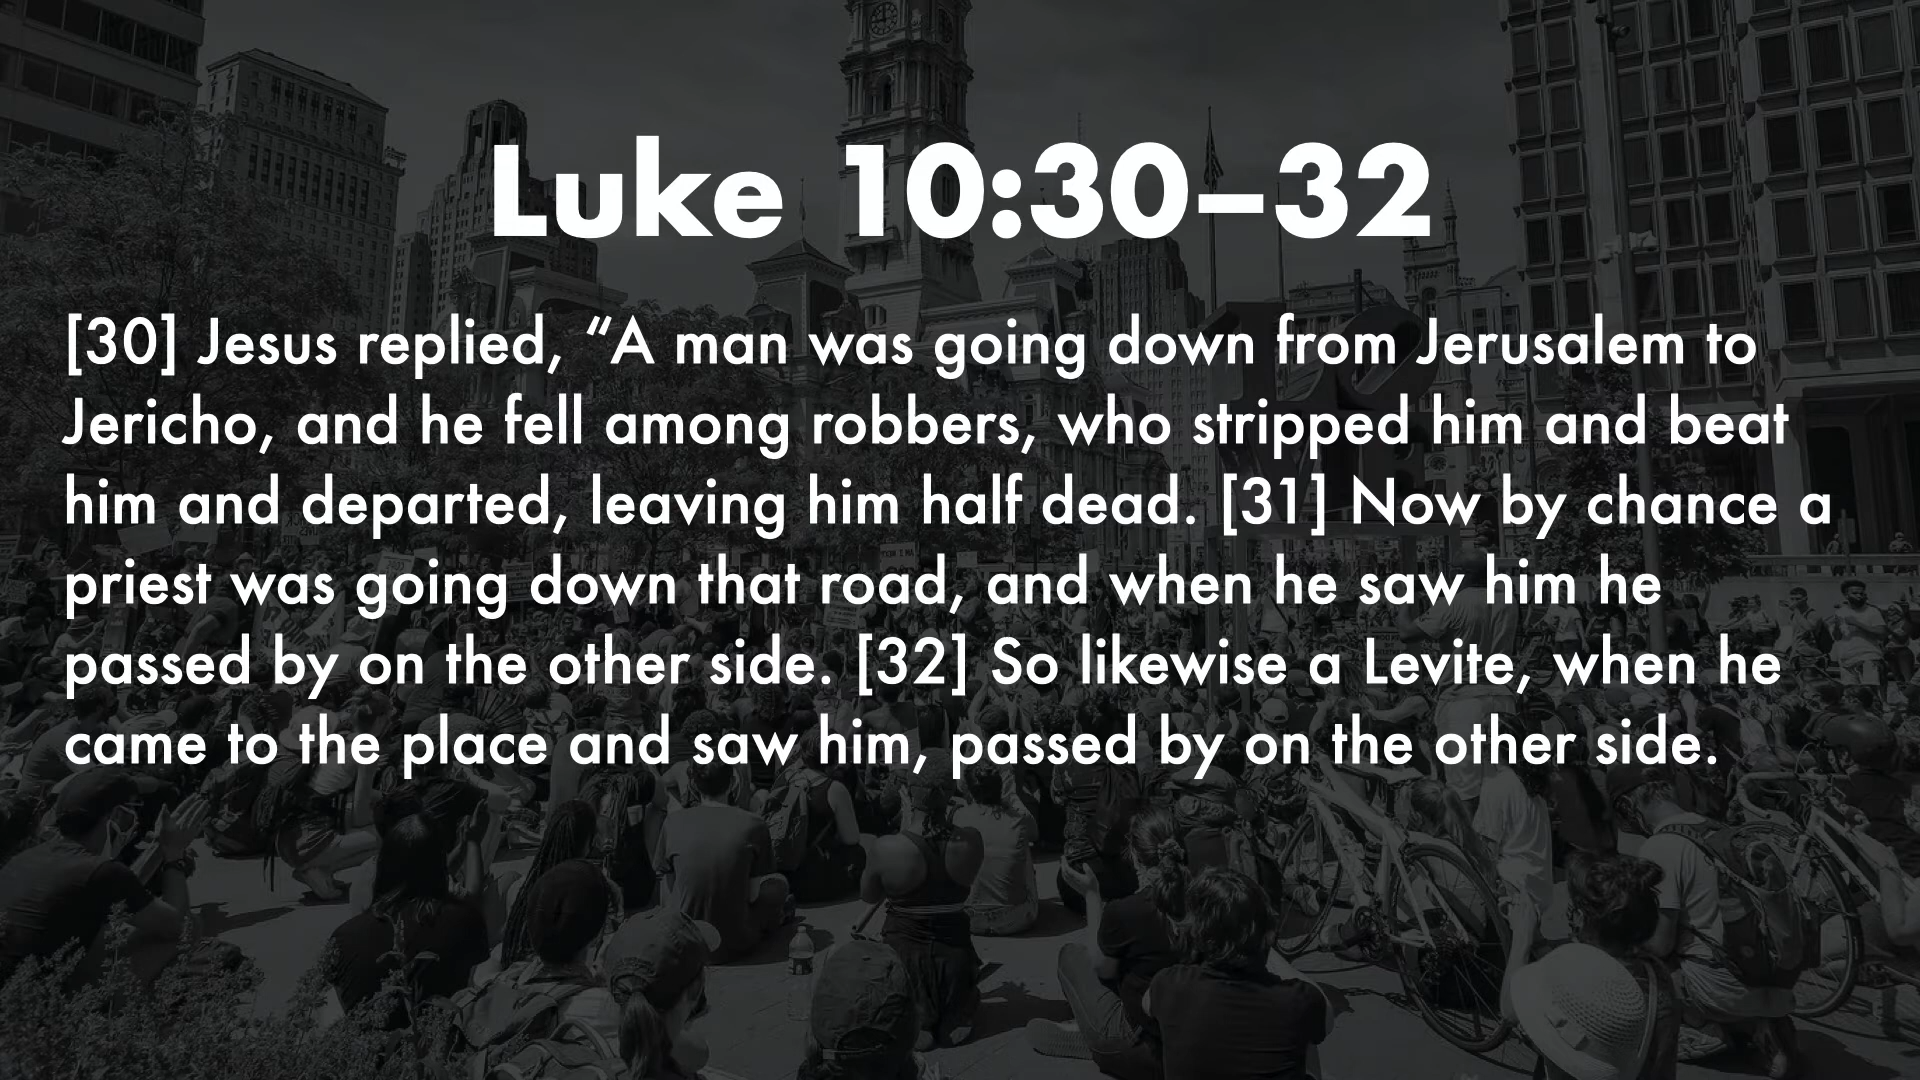 Luke 10:30–32
[30] Jesus replied, “A man was going down from Jerusalem to
Jericho, and he fell among robbers, who stripped him and beat
him and departed, leaving him half dead. [31] Now by chance a
priest was going down that road, and when he saw him he
passed by on the other side. [32] So likewise a Levite, when he
came to the place and saw him, passed by on the other side.